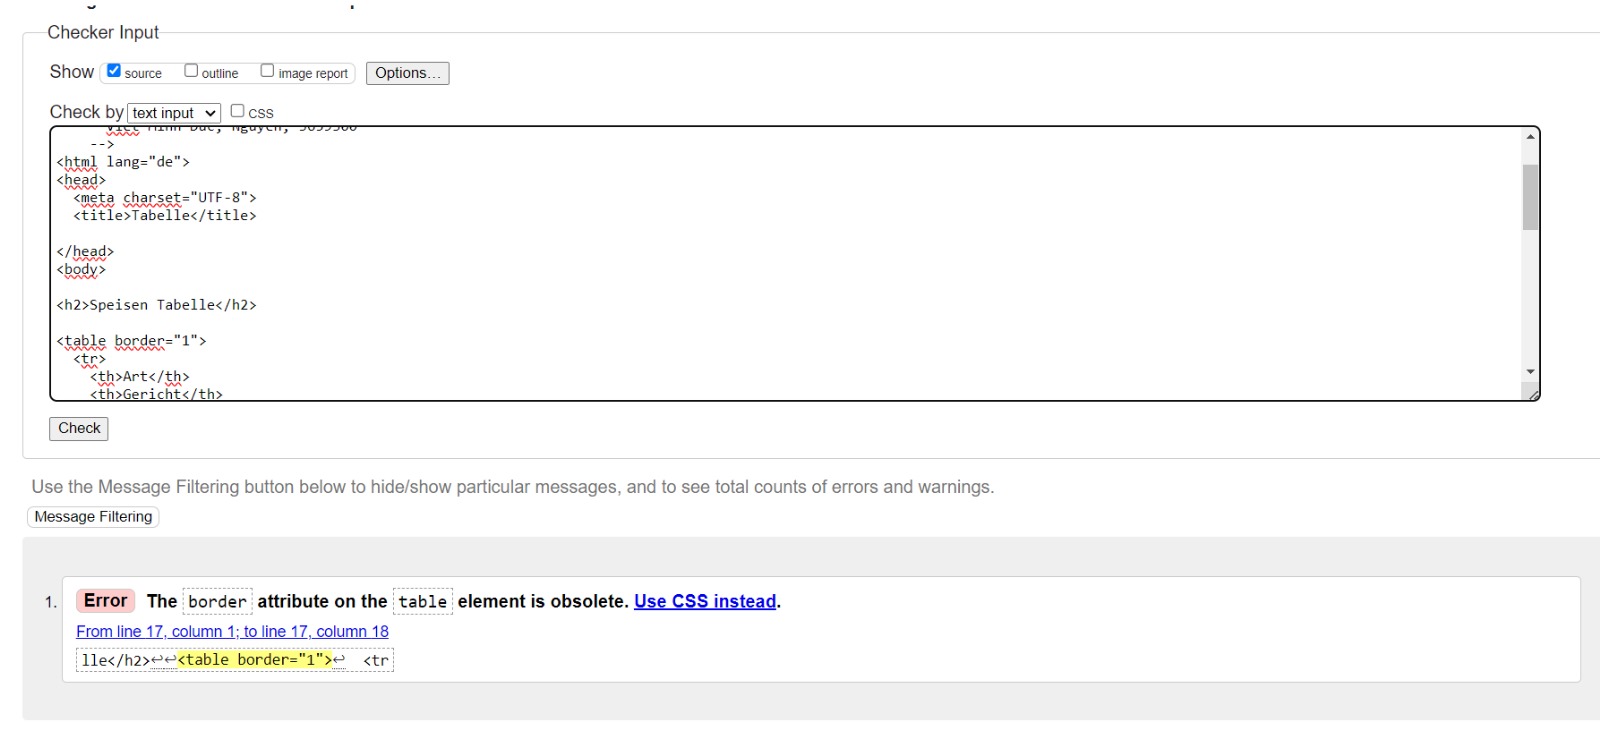 Checker Input
Show source outline image report Options...
Check by text input CSS
-->
<html lang="de">
<head>
<meta charset="UTF-8">
<title>Tabelle</title>
</head>
<body>
<h2>Speisen Tabelle</h2>
<table border="1">
<tr>
<th>Art</th>
<th>Gericht</th>
Check
Use the Message Filtering button below to hide/show particular messages, and to see total counts of errors and warnings.
Message Filtering
1. Error The border attribute on the table element is obsolete. Use CSS instead.
From line 17, column 1; to line 17, column 18
lle</h2>↩↩<table border="1">↩ <tr